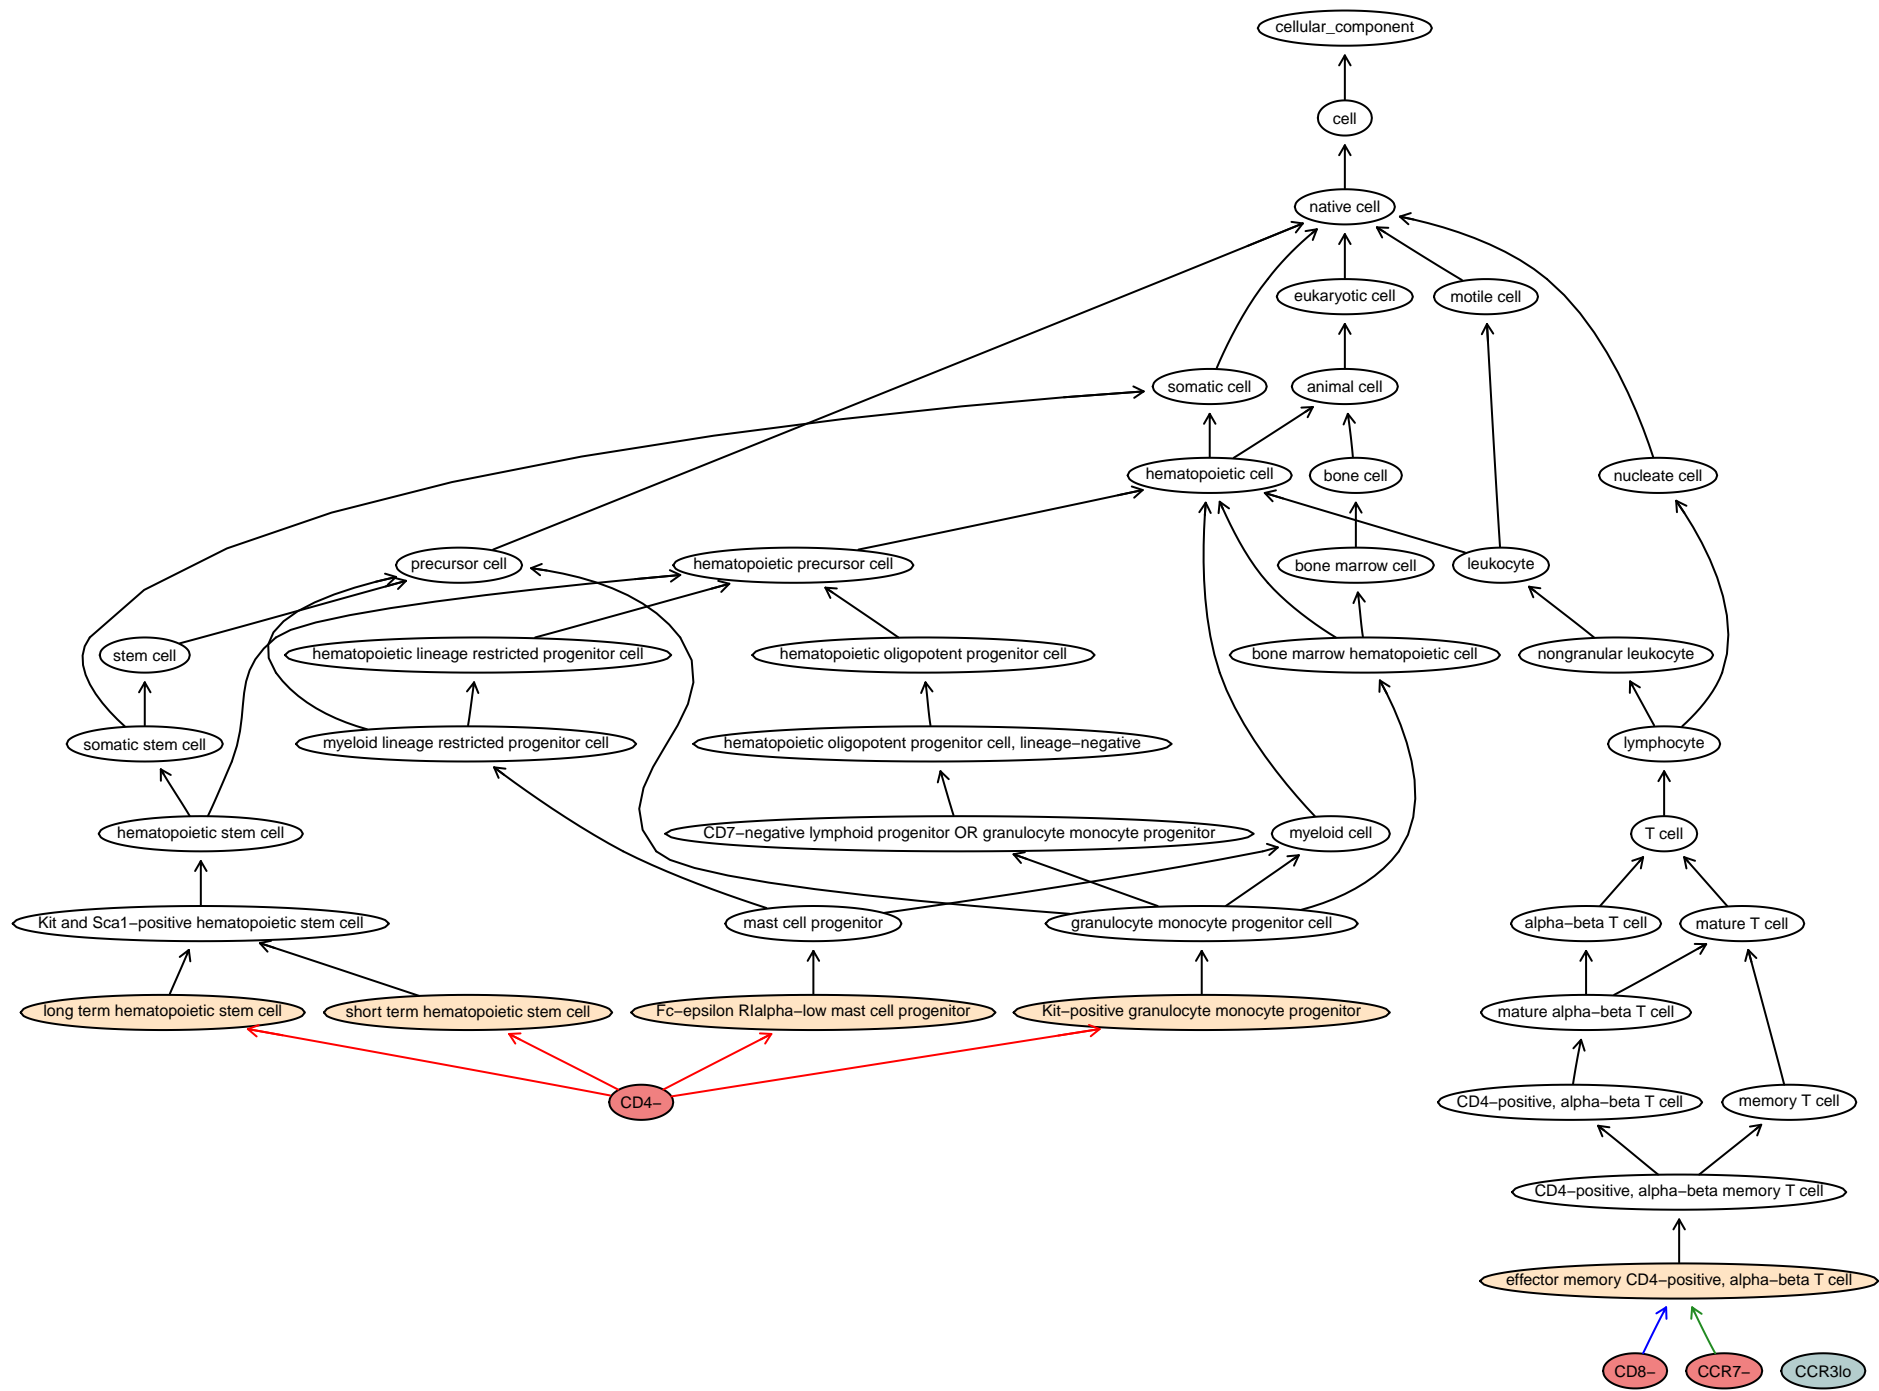 cellular_component
cell
native cell
eukaryotic cell
motile cell
somatic cell
animal cell
hematopoietic cell
bone cell
nucleate cell
precursor cell
hematopoietic precursor cell
bone marrow cell
leukocyte
stem cell
hematopoietic lineage restricted progenitor cell
hematopoietic oligopotent progenitor cell
bone marrow hematopoietic cell
nongranular leukocyte
somatic stem cell
myeloid lineage restricted progenitor cell
hematopoietic oligopotent progenitor cell, lineage−negative
lymphocyte
hematopoietic stem cell
CD7−negative lymphoid progenitor OR granulocyte monocyte progenitor
myeloid cell
T cell
Kit and Sca1−positive hematopoietic stem cell
mast cell progenitor
granulocyte monocyte progenitor cell
alpha−beta T cell
mature T cell
long term hematopoietic stem cell
short term hematopoietic stem cell
Fc−epsilon RIalpha−low mast cell progenitor
Kit−positive granulocyte monocyte progenitor
mature alpha−beta T cell
CD4−
CD4−positive, alpha−beta T cell
memory T cell
CD4−positive, alpha−beta memory T cell
effector memory CD4−positive, alpha−beta T cell
CD8−
CCR7−
CCR3lo